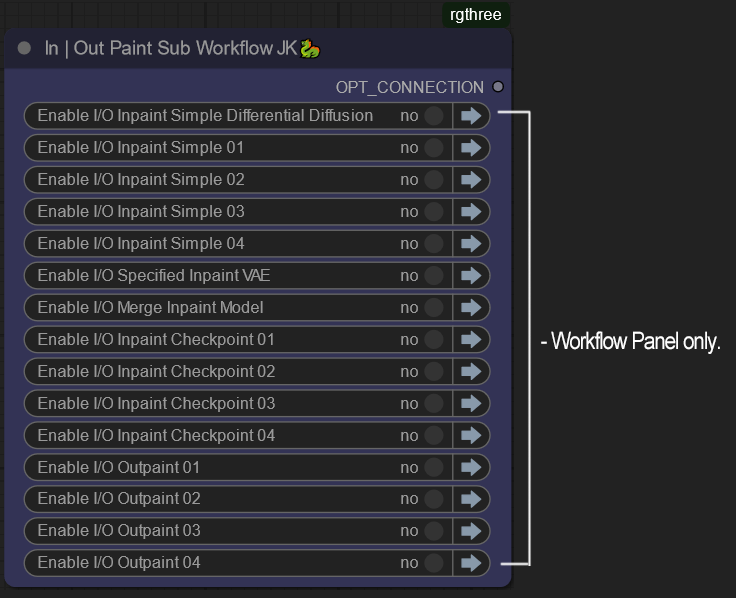 rgthree
In | Out Paint Sub Workflow JK🐉
OPT_CONNECTION
Enable I/O Inpaint Simple Differential Diffusion no
Enable I/O Inpaint Simple 01 no
Enable I/O Inpaint Simple 02 no
Enable I/O Inpaint Simple 03 no
Enable I/O Inpaint Simple 04 no
Enable I/O Specified Inpaint VAE no
Enable I/O Merge Inpaint Model no
Enable I/O Inpaint Checkpoint 01 no
Enable I/O Inpaint Checkpoint 02 no
Enable I/O Inpaint Checkpoint 03 no
Enable I/O Inpaint Checkpoint 04 no
Enable I/O Outpaint 01 no
Enable I/O Outpaint 02 no
Enable I/O Outpaint 03 no
Enable I/O Outpaint 04 no
- Workflow Panel only.